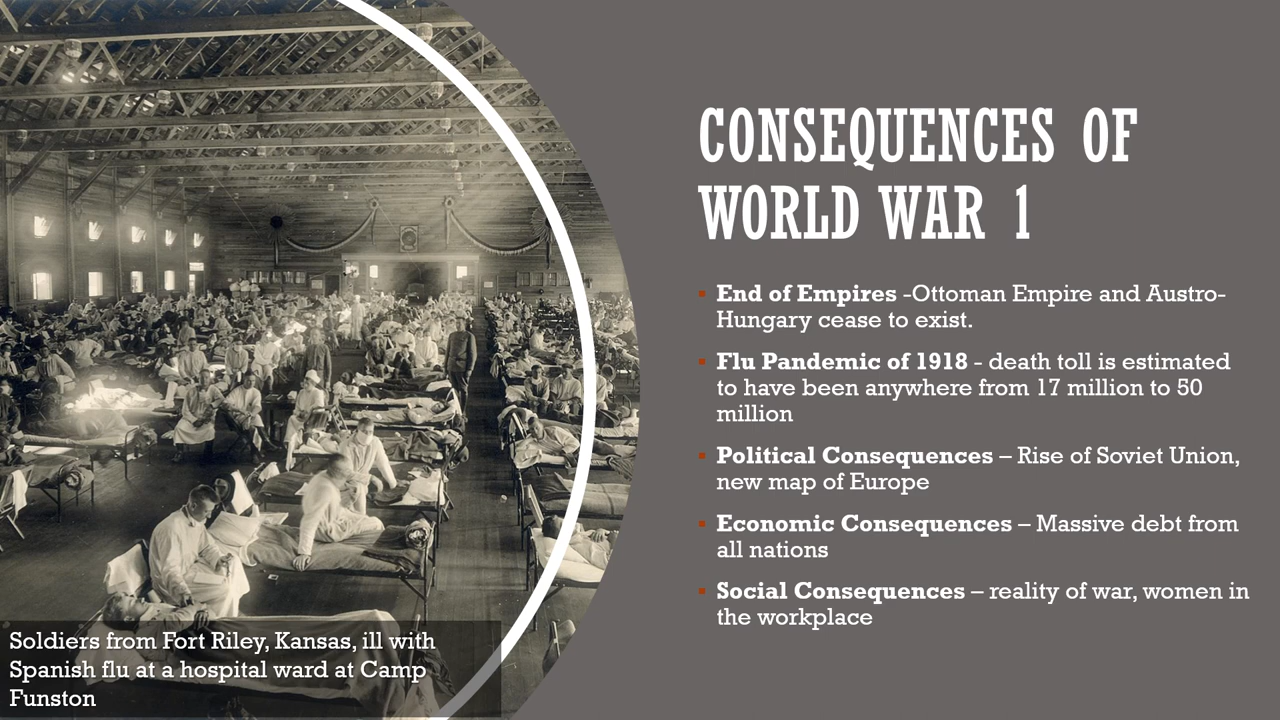 CONSEQUENCES OF
WORLD WAR 1
▪ End of Empires -Ottoman Empire and Austro-
Hungary cease to exist.
▪ Flu Pandemic of 1918 - death toll is estimated
to have been anywhere from 17 million to 50
million
▪ Political Consequences – Rise of Soviet Union,
new map of Europe
▪ Economic Consequences – Massive debt from
all nations
▪ Social Consequences – reality of war, women in
the workplace
Soldiers from Fort Riley, Kansas, ill with
Spanish flu at a hospital ward at Camp
Funston